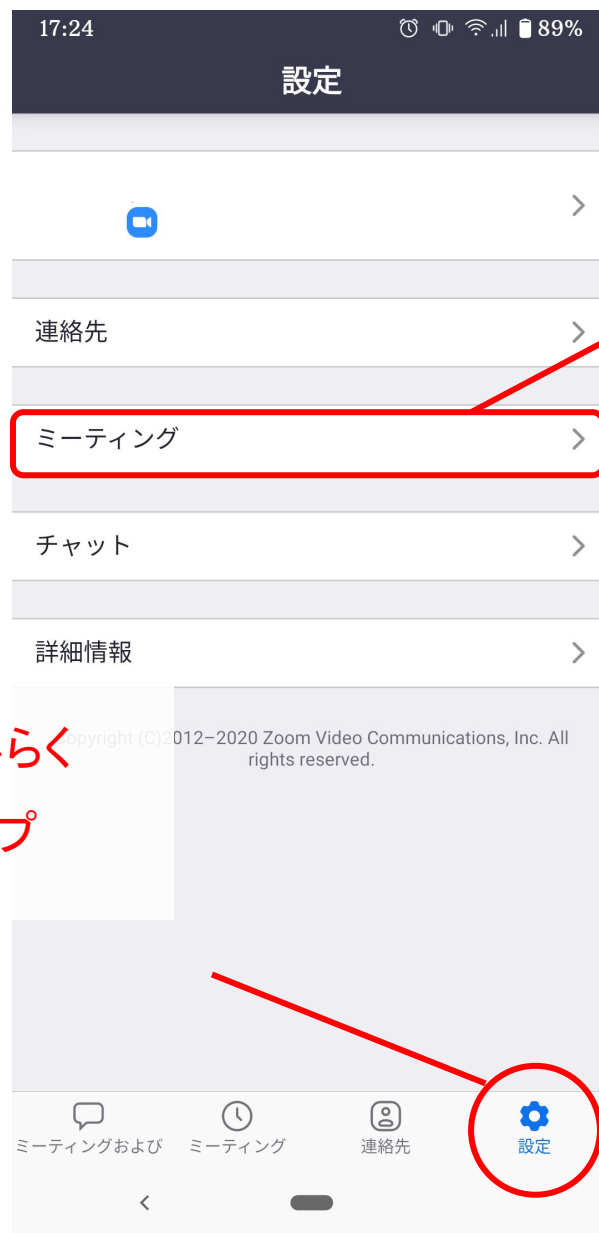 17:24
89%
設定
連絡先
ミーティング
チャット
詳細情報
らく
Copyright (C)2012–2020 Zoom Video Communications, Inc. All
rights reserved.
プ
ミーティングおよび
ミーティング
連絡先
設定